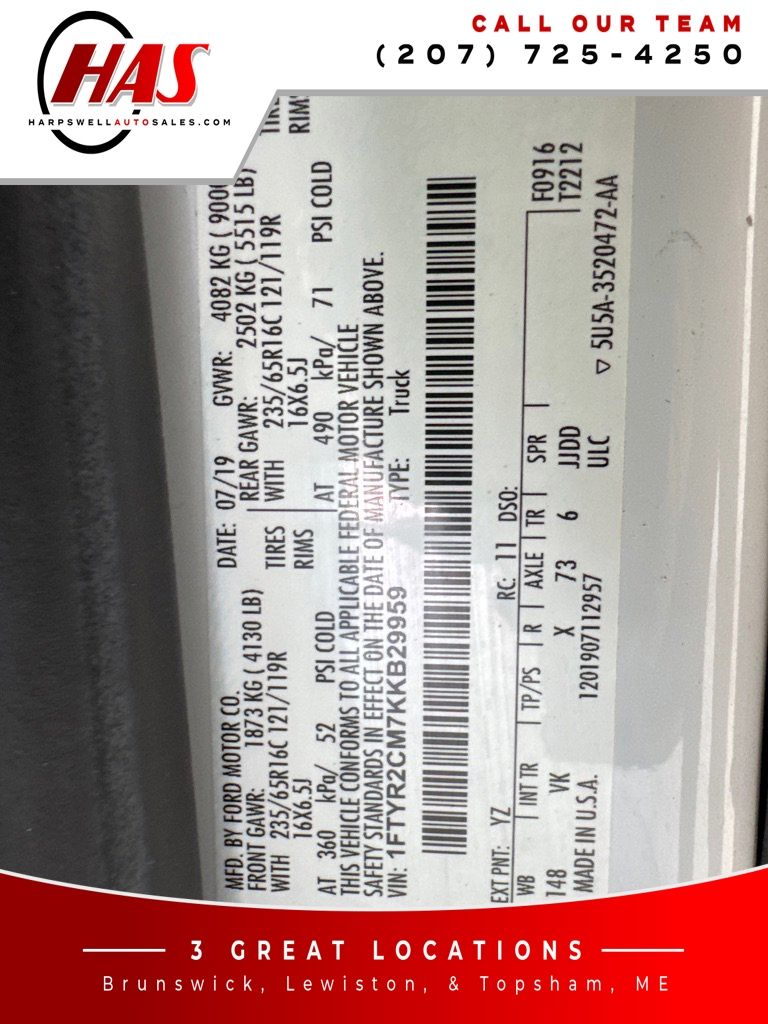 HAS
HARPSWELLAUTOSALES.COM
CALL OUR TEAM
(207) 725-4250
MFD. BY FORD MOTOR CO.
DATE: 07/19 GVWR: 4082 KG ( 900
FRONT GAWR: 1873 KG ( 4130 LB)
REAR GAWR: 2502 KG ( 5515 LB)
WITH 235/65R16C 121/119R TIRES
WITH 235/65R16C 121/119R TIRE
16X6.5J RIMS
16X6.5J RIMS
AT 360 kPa/ 52 PSI COLD
AT 490 kPa/ 71 PSI COLD
THIS VEHICLE CONFORMS TO ALL APPLICABLE FEDERAL MOTOR VEHICLE
SAFETY STANDARDS IN EFFECT ON THE DATE OF MANUFACTURE SHOWN ABOVE.
VIN: 1FTYR2CM7KKB29959 TYPE: Truck
EXT PNT: YZ RC: 11 DSO: F0916
WB INT TR TP/PS R AXLE TR SPR T2212
148 VK X 73 6 JJDD
MADE IN U.S.A. 1201907112957 ULC ▽ 5U5A-3520472-AA
3 GREAT LOCATIONS
Brunswick, Lewiston, & Topsham, ME